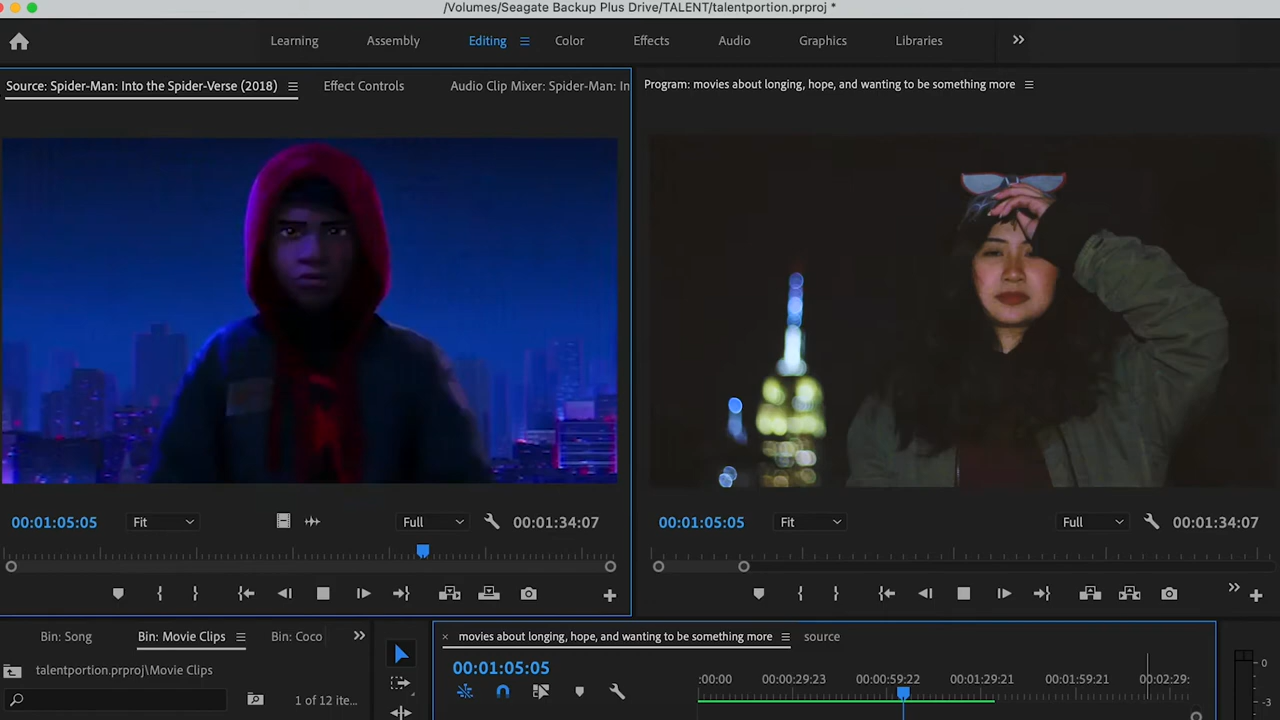 /Volumes/Seagate Backup Plus Drive/TALENT/talentportion.prproj *
Learning Assembly Editing Color Effects Audio Graphics Libraries
Source: Spider-Man: Into the Spider-Verse (2018) Effect Controls Audio Clip Mixer: Spider-Man: In
Program: movies about longing, hope, and wanting to be something more
00:01:05:05 Fit Full 00:01:34:07
00:01:05:05 Fit Full 00:01:34:07
Bin: Song Bin: Movie Clips Bin: Coco
talentportion.prproj\Movie Clips
1 of 12 ite...
× movies about longing, hope, and wanting to be something more source
00:01:05:05
:00:00 00:00:29:23 00:00:59:22 00:01:29:21 00:01:59:21 00:02:29:
0
-3